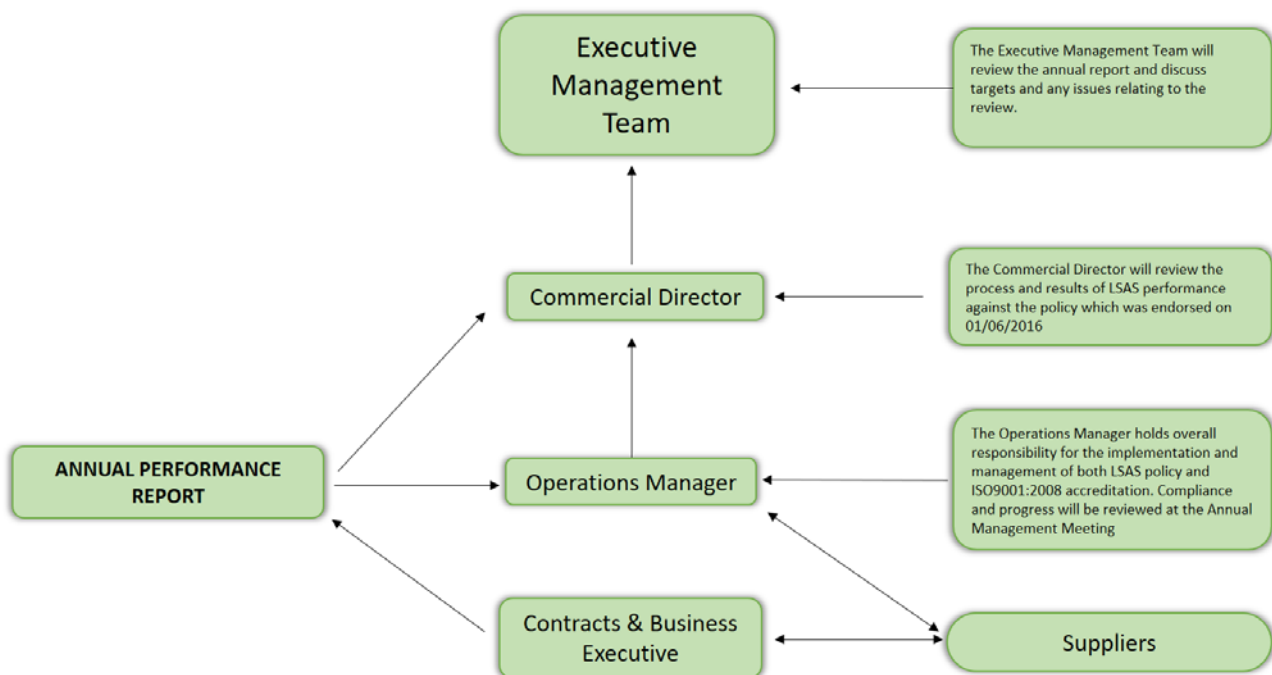 Executive
Management
Team
The Executive Management Team will
review the annual report and discuss
targets and any issues relating to the
review.
Commercial Director
The Commercial Director will review the
process and results of LSAS performance
against the policy which was endorsed on
01/06/2016
ANNUAL PERFORMANCE
REPORT
Operations Manager
The Operations Manager holds overall
responsibility for the implementation and
management of both LSAS policy and
ISO9001:2008 accreditation. Compliance
and progress will be reviewed at the Annual
Management Meeting
Contracts & Business
Executive
Suppliers